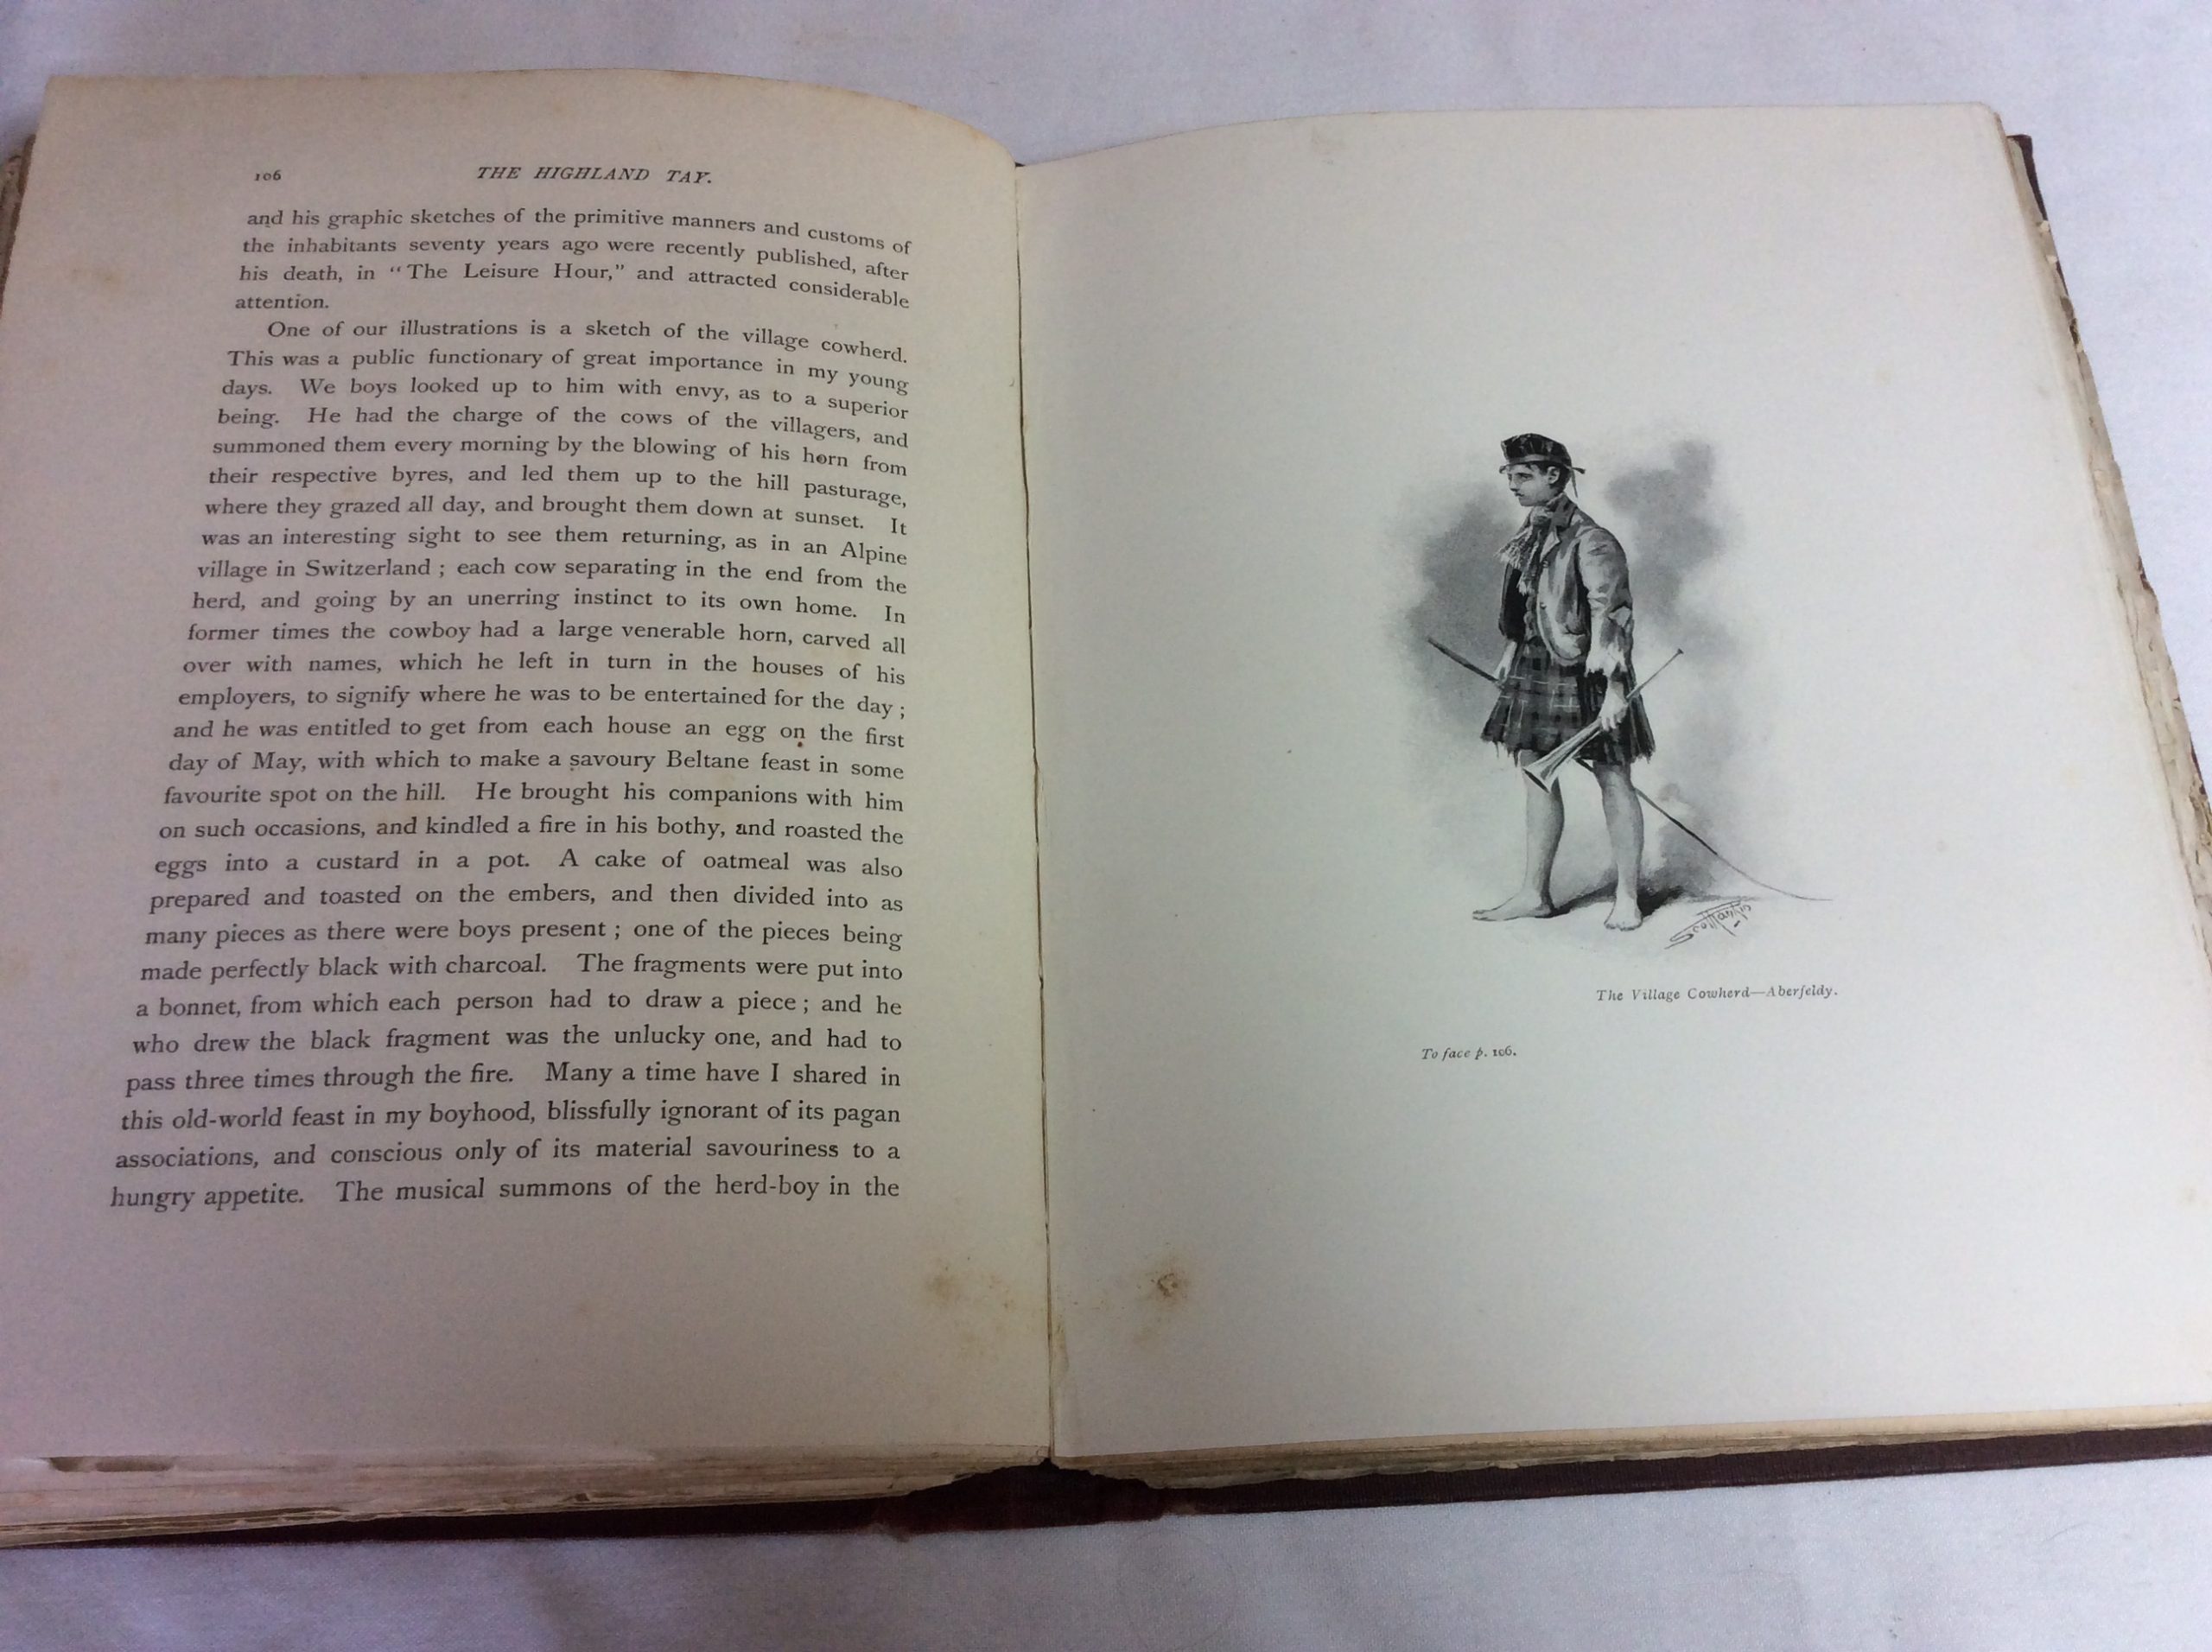 106
THE HIGHLAND TAY.
and his graphic sketches of the primitive manners and customs of
the inhabitants seventy years ago were recently published, after
his death, in “The Leisure Hour,” and attracted considerable
attention.
One of our illustrations is a sketch of the village cowherd.
This was a public functionary of great importance in my young
days. We boys looked up to him with envy, as to a superior
being. He had the charge of the cows of the villagers, and
summoned them every morning by the blowing of his horn from
their respective byres, and led them up to the hill pasturage,
where they grazed all day, and brought them down at sunset. It
was an interesting sight to see them returning, as in an Alpine
village in Switzerland ; each cow separating in the end from the
herd, and going by an unerring instinct to its own home. In
former times the cowboy had a large venerable horn, carved all
over with names, which he left in turn in the houses of his
employers, to signify where he was to be entertained for the day ;
and he was entitled to get from each house an egg on the first
day of May, with which to make a savoury Beltane feast in some
favourite spot on the hill. He brought his companions with him
on such occasions, and kindled a fire in his bothy, and roasted the
eggs into a custard in a pot. A cake of oatmeal was also
prepared and toasted on the embers, and then divided into as
many pieces as there were boys present ; one of the pieces being
made perfectly black with charcoal. The fragments were put into
a bonnet, from which each person had to draw a piece ; and he
who drew the black fragment was the unlucky one, and had to
pass three times through the fire. Many a time have I shared in
this old-world feast in my boyhood, blissfully ignorant of its pagan
associations, and conscious only of its material savouriness to a
hungry appetite. The musical summons of the herd-boy in the
The Village Cowherd—Aberfeldy.
To face p. 106.